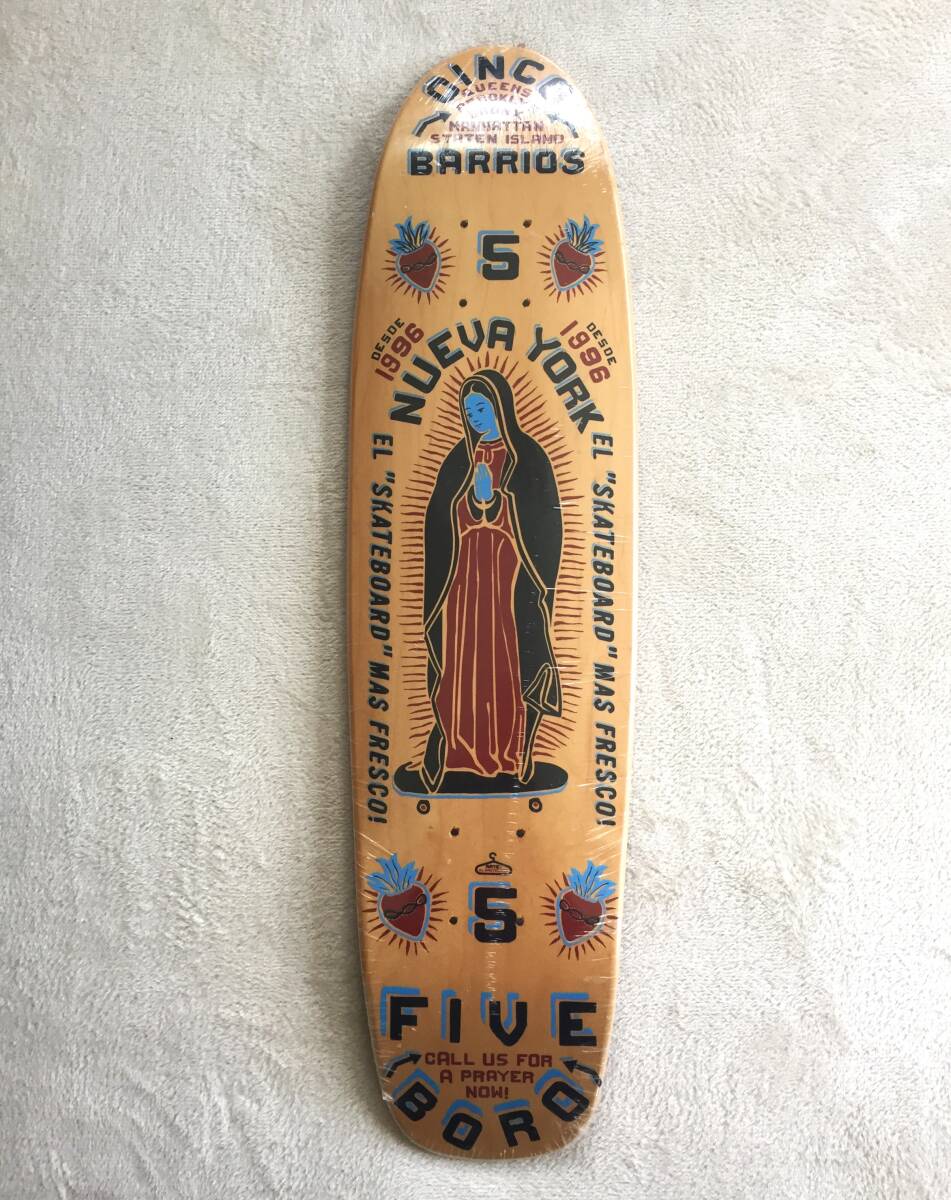 CINCO
QUEENS
BROOKLYN
BRONX
MANHATTAN
STATEN ISLAND
BARRIOS
5
DESDE
1996
NUEVA YORK
DESDE
1996
EL "SKATEBOARD" MAS FRESCO!
EL "SKATEBOARD" MAS FRESCO!
5
FIVE
CALL US FOR
A PRAYER
NOW!
BORO